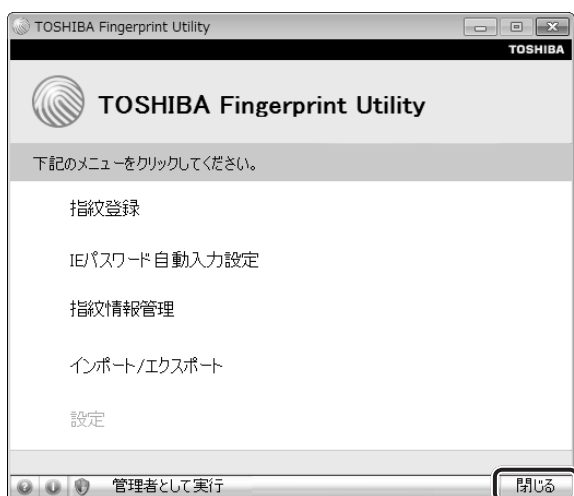 TOSHIBA Fingerprint Utility
TOSHIBA
TOSHIBA Fingerprint Utility
下記のメニューをクリックしてください。
指紋登録
IEパスワード自動入力設定
指紋情報管理
インポート/エクスポート
設定
管理者として実行
閉じる